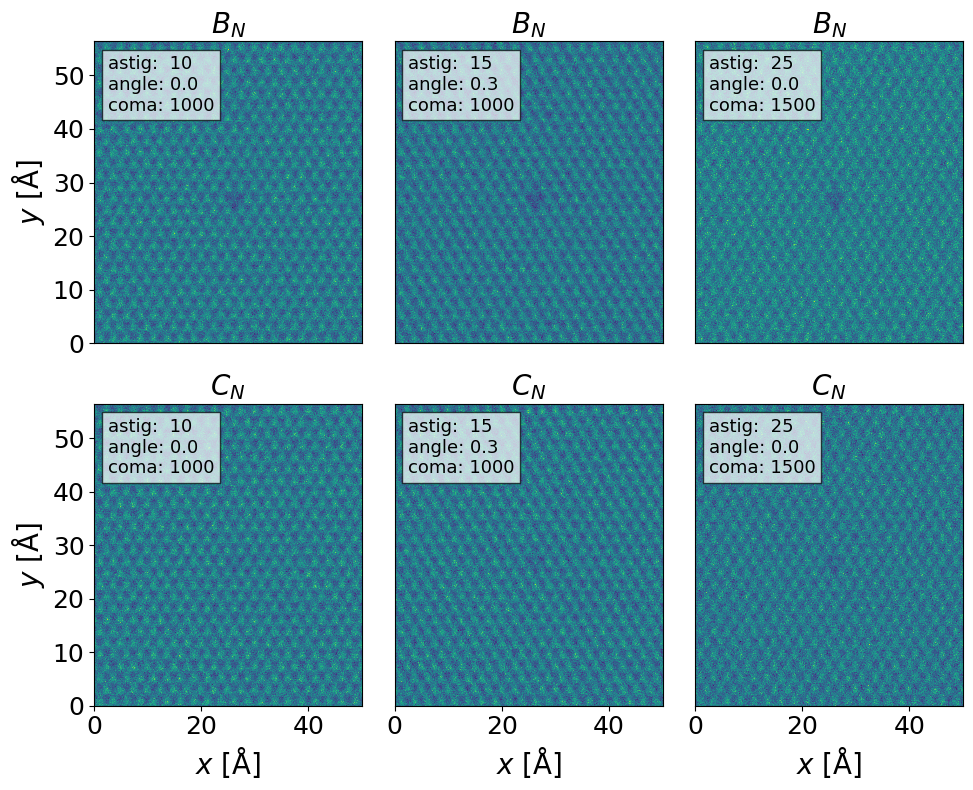 B_N B_N B_N
astig:  10
angle: 0.0
coma: 1000
astig:  15
angle: 0.3
coma: 1000
astig:  25
angle: 0.0
coma: 1500
50
40
30
20
10
0
y [Å]
C_N C_N C_N
astig:  10
angle: 0.0
coma: 1000
astig:  15
angle: 0.3
coma: 1000
astig:  25
angle: 0.0
coma: 1500
50
40
30
20
10
0
y [Å]
0 20 40 0 20 40 0 20 40
x [Å] x [Å] x [Å]